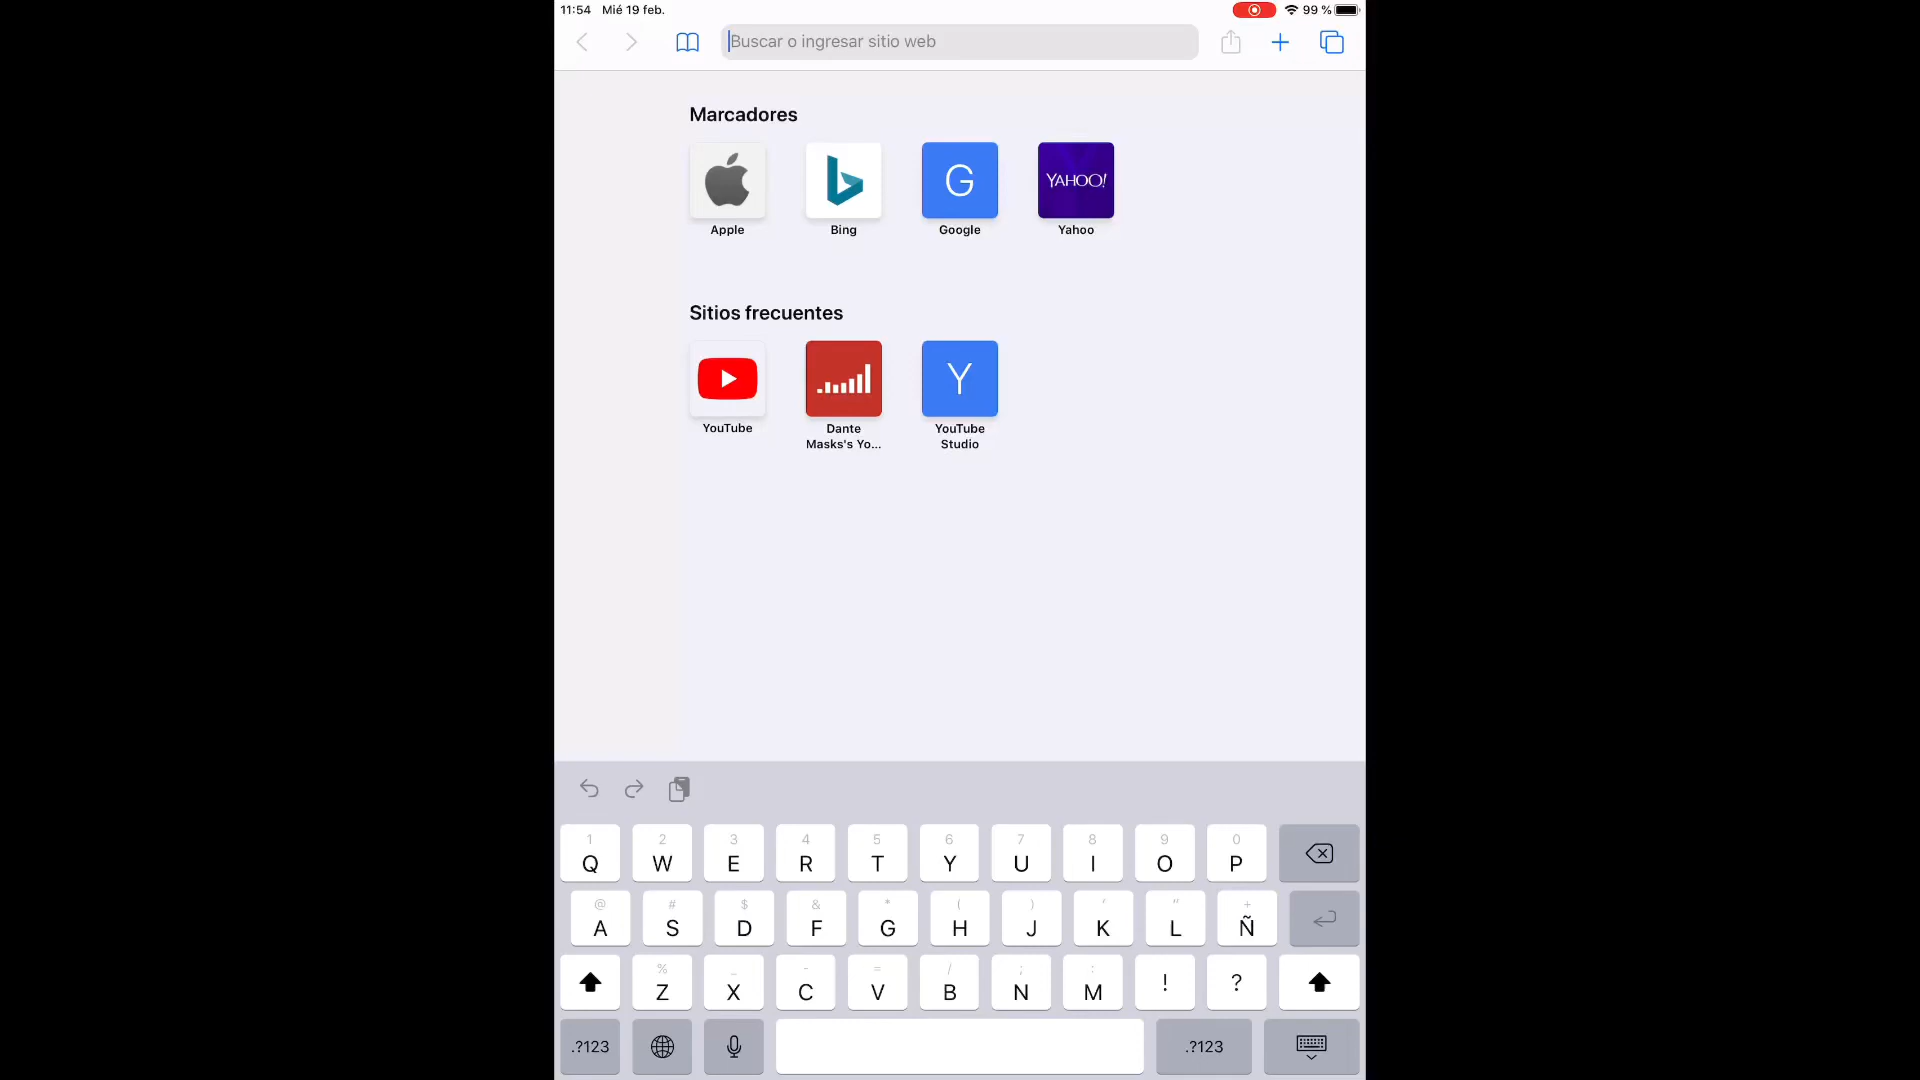 11:54 Mié 19 feb. 99 %
Buscar o ingresar sitio web
Marcadores
G YAHOO!
Apple Bing Google Yahoo
Sitios frecuentes
Y
YouTube Dante Masks's Yo... YouTube Studio
1 2 3 4 5 6 7 8 9 0
Q W E R T Y U I O P
@ # $ & * ( ) ' " +
A S D F G H J K L Ñ
% _ - = / ; :
Z X C V B N M ! ?
.?123 .?123